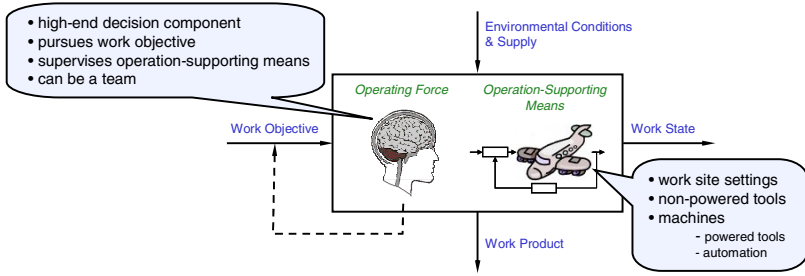 • high-end decision component
• pursues work objective
• supervises operation-supporting means
• can be a team
Environmental Conditions
& Supply
Operating Force
Operation-Supporting
Means
Work Objective
Work State
• work site settings
• non-powered tools
• machines
- powered tools
- automation
Work Product